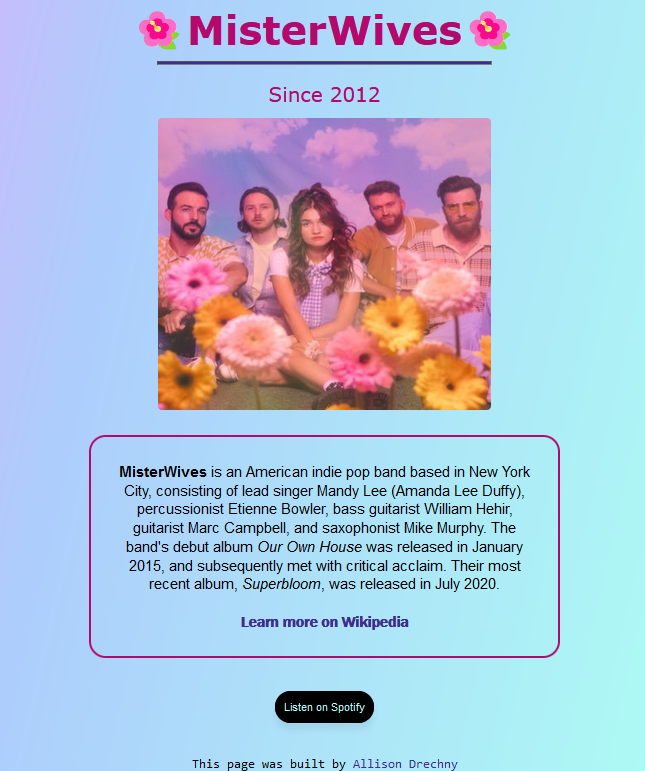 MisterWives
Since 2012
MisterWives is an American indie pop band based in New York
City, consisting of lead singer Mandy Lee (Amanda Lee Duffy),
percussionist Etienne Bowler, bass guitarist William Hehir,
guitarist Marc Campbell, and saxophonist Mike Murphy. The
band's debut album Our Own House was released in January
2015, and subsequently met with critical acclaim. Their most
recent album, Superbloom, was released in July 2020.
Learn more on Wikipedia
Listen on Spotify
This page was built by Allison Drechny